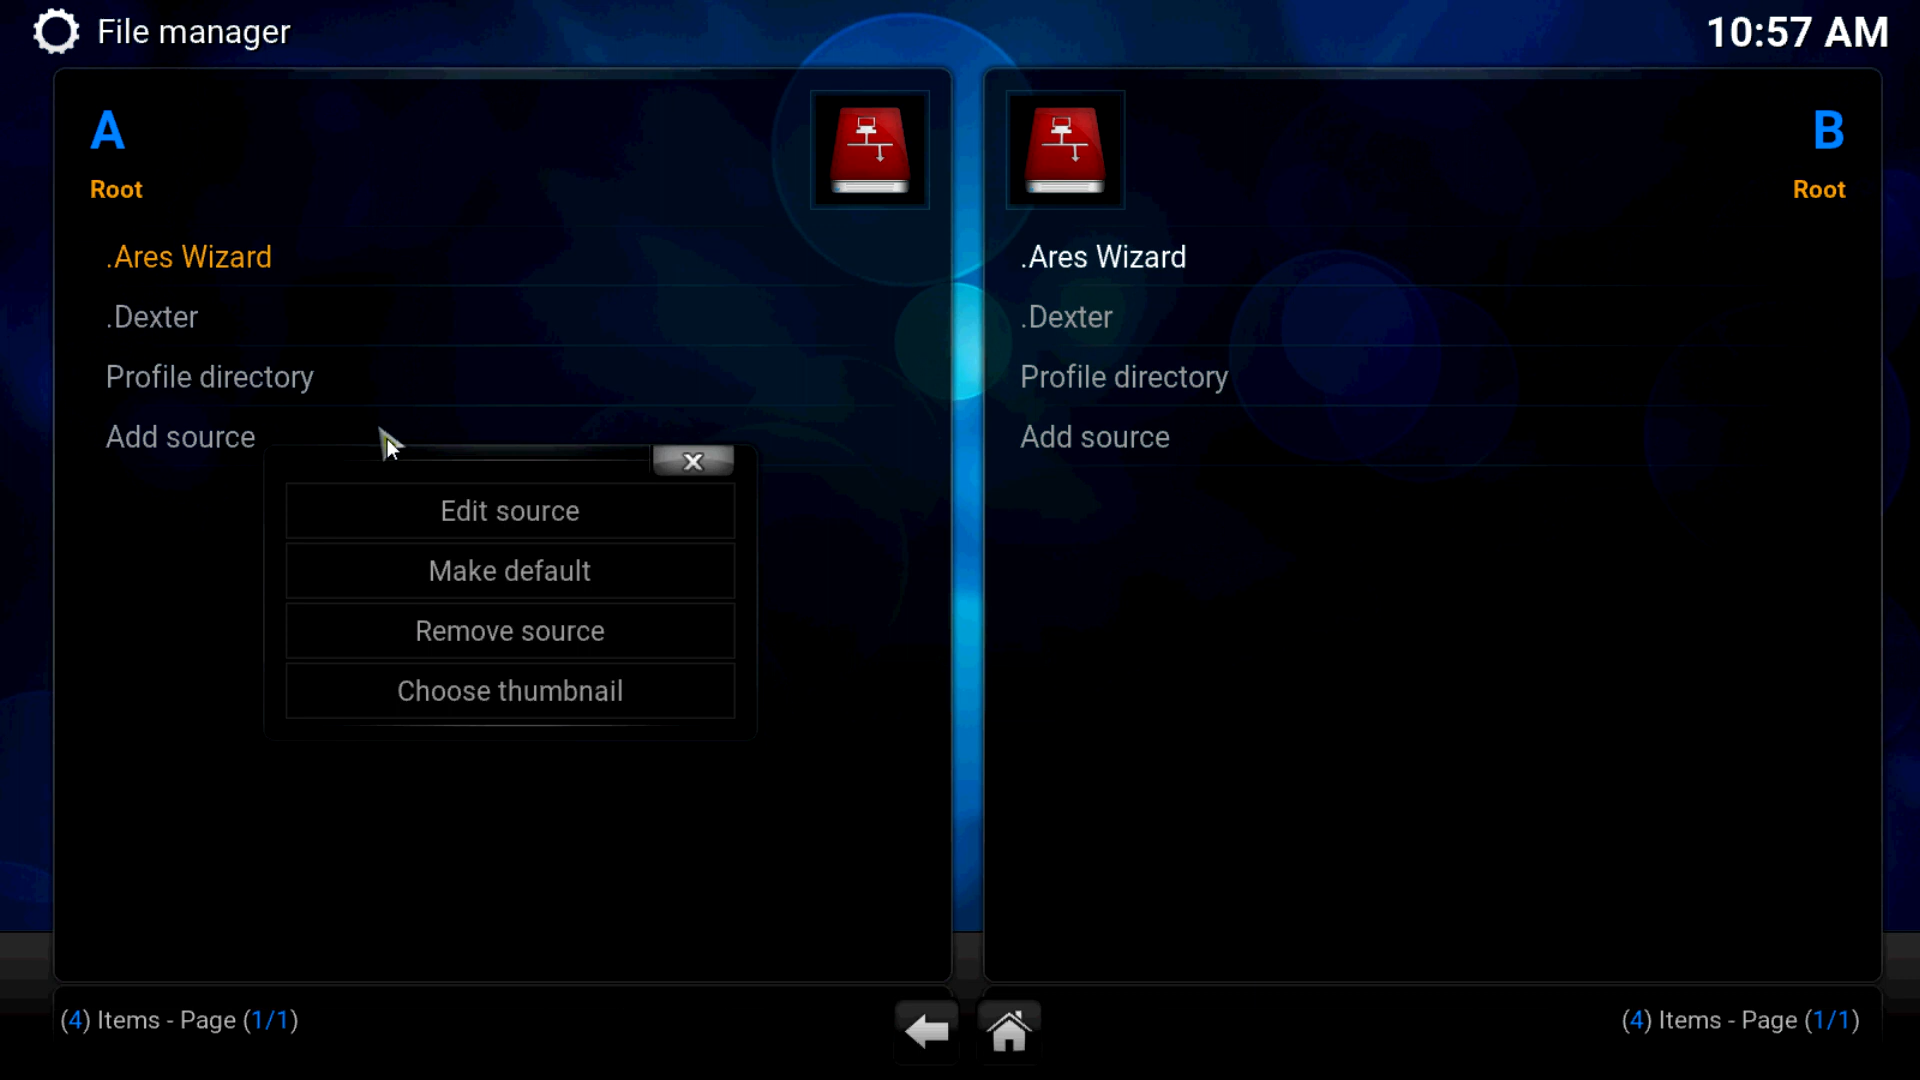 File manager
10:57 AM
A
Root
.Ares Wizard
.Dexter
Profile directory
Add source
X
Edit source
Make default
Remove source
Choose thumbnail
(4) Items - Page (1/1)
B
Root
.Ares Wizard
.Dexter
Profile directory
Add source
(4) Items - Page (1/1)